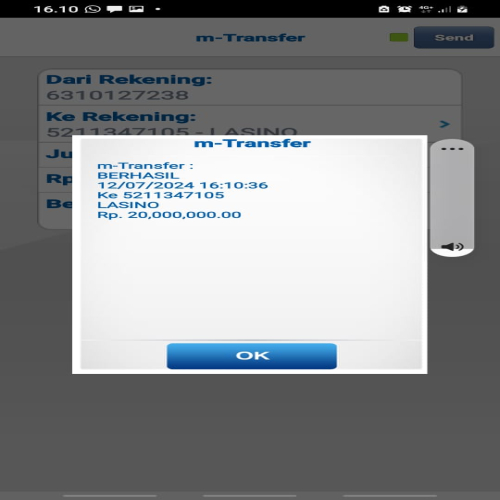 16.10
4G+
m-Transfer
Send
Dari Rekening:
6310127238
Ke Rekening:
5211347105 - LASINO
Ju
Rp
Be
m-Transfer
m-Transfer :
BERHASIL
12/07/2024 16:10:36
Ke 5211347105
LASINO
Rp. 20,000,000.00
OK